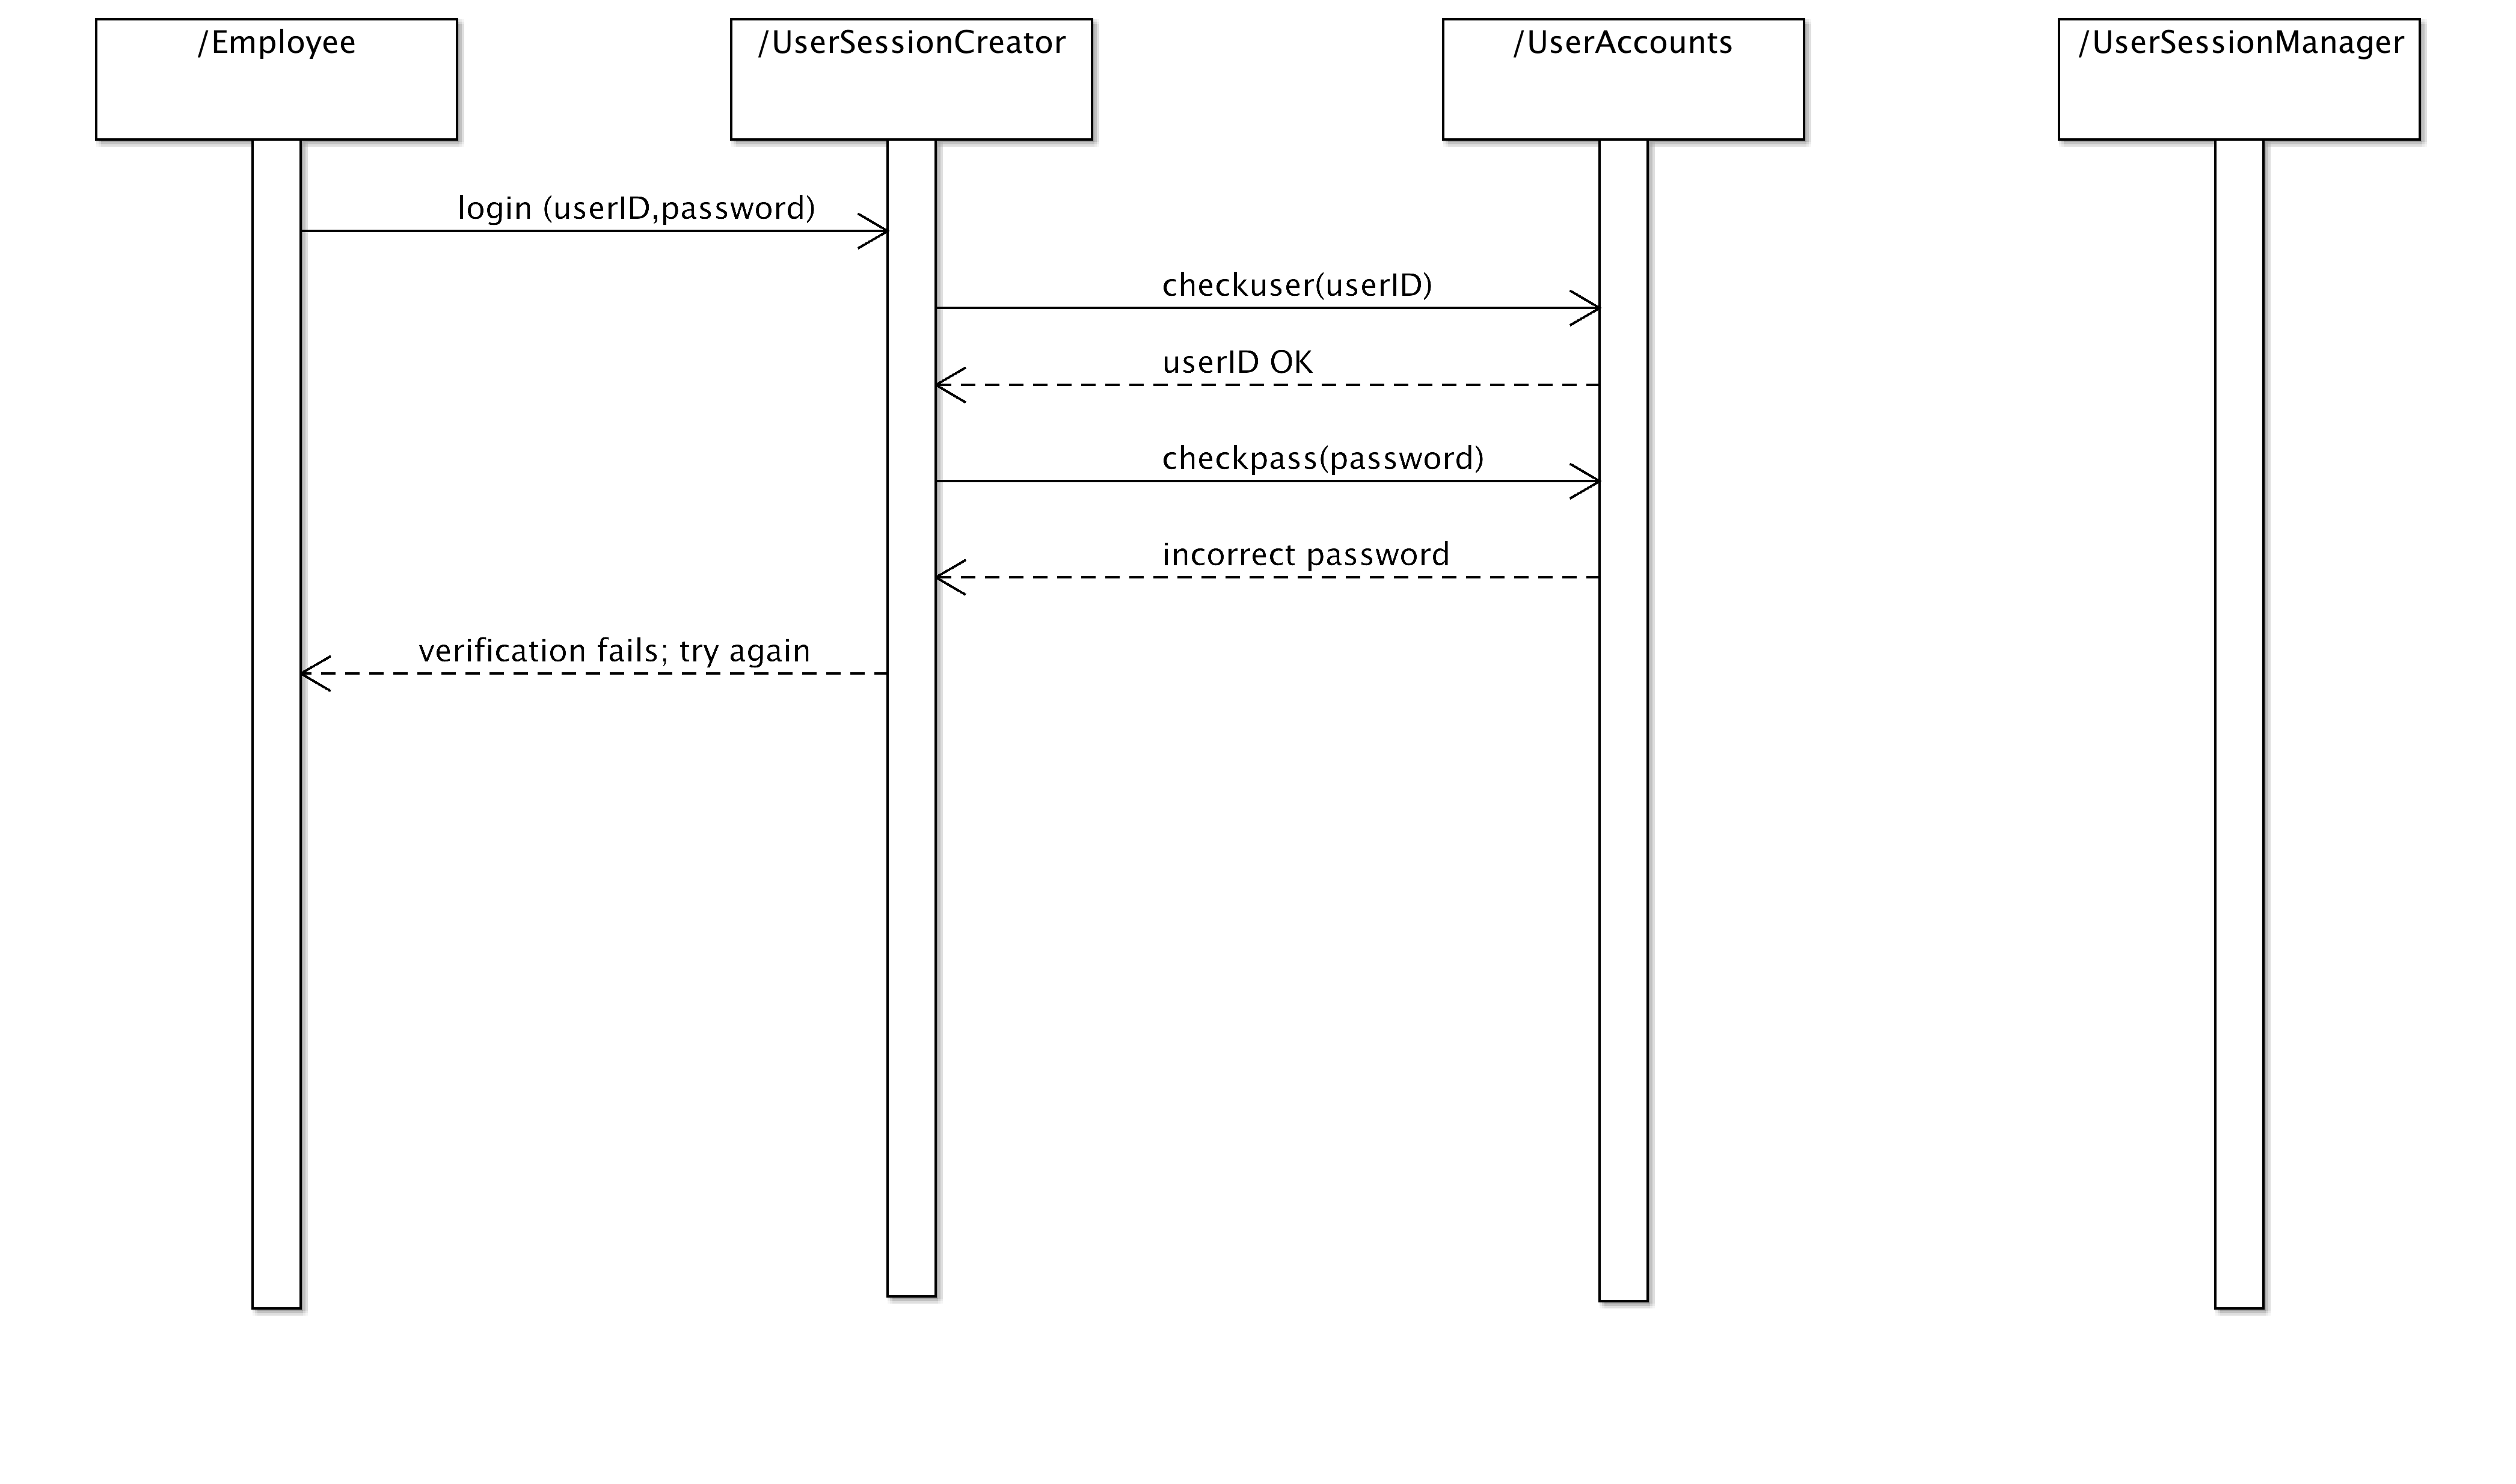 /Employee
/UserSessionCreator
/UserAccounts
/UserSessionManager
login (userID,password)
checkuser(userID)
userID OK
checkpass(password)
incorrect password
verification fails; try again